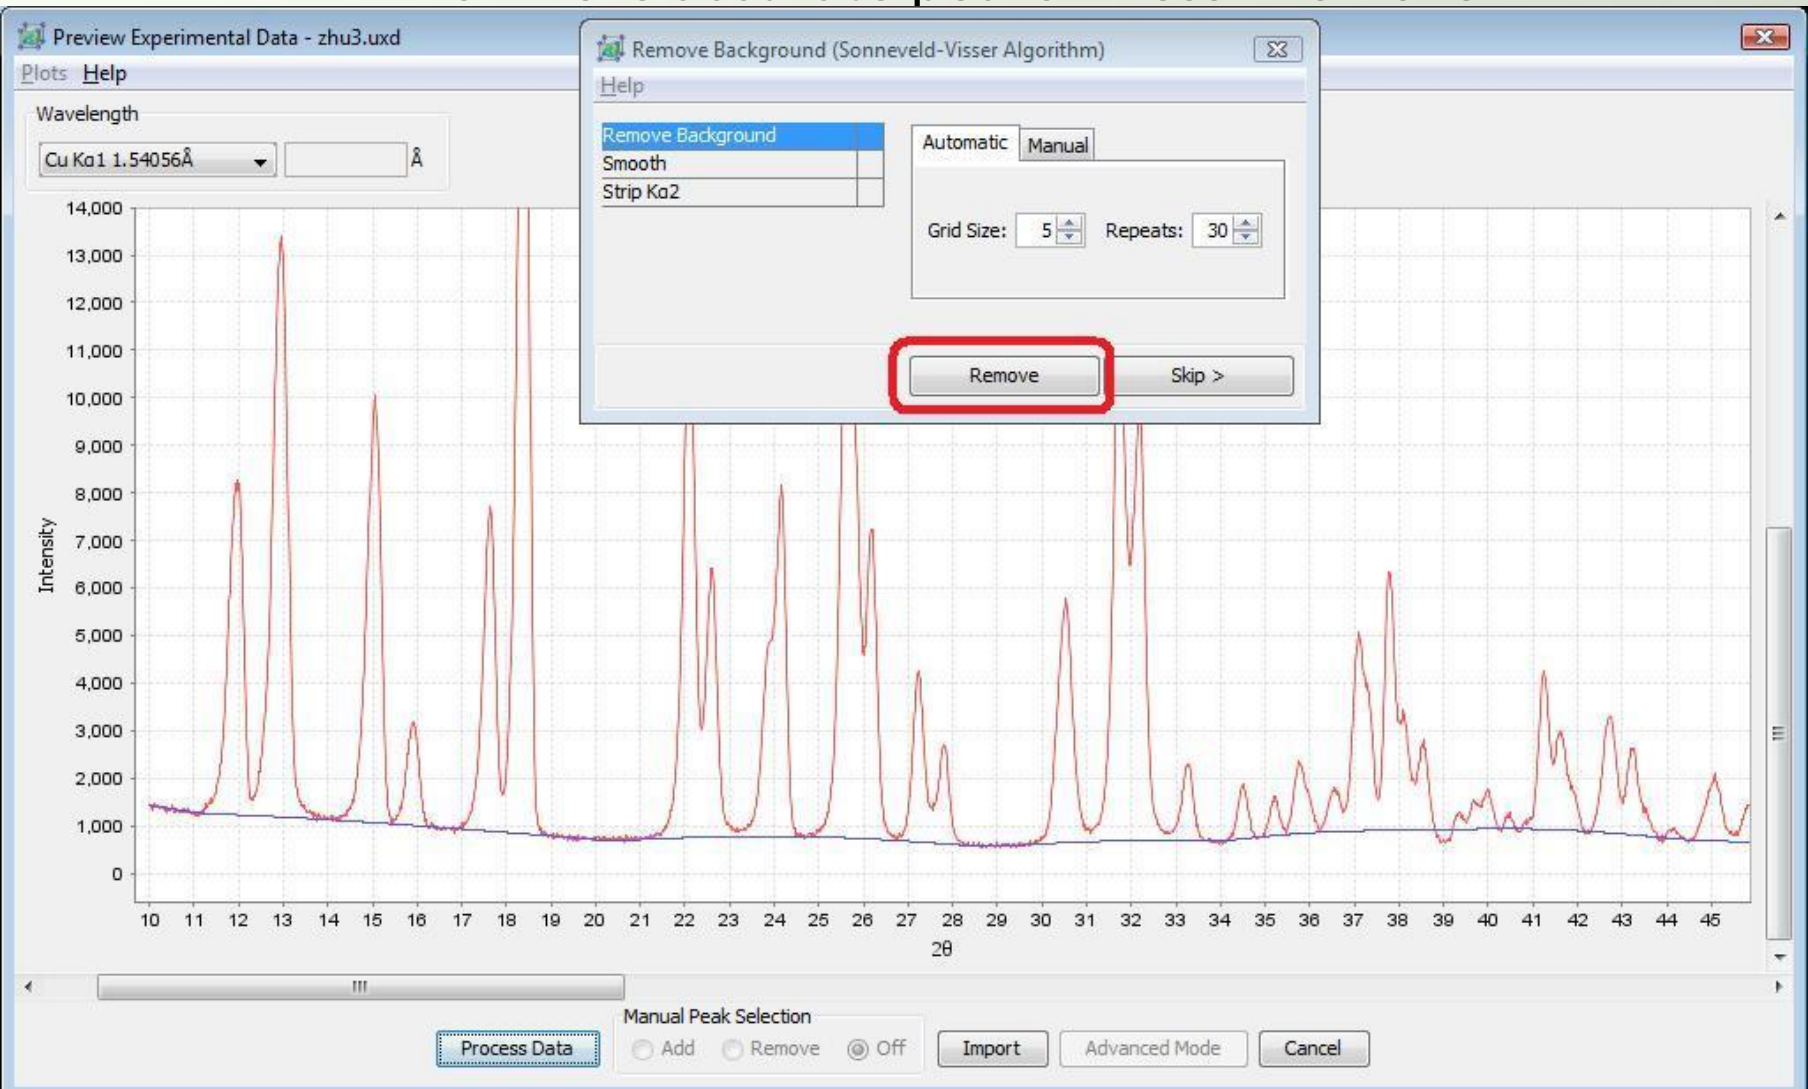 Preview Experimental Data - zhu3.uxd
Plots Help
Wavelength
Cu Kα1 1.54056Å
Å
Remove Background (Sonneveld-Visser Algorithm)
Help
Remove Background
Smooth
Strip Kα2
Automatic Manual
Grid Size: 5 Repeats: 30
Remove Skip >
14,000
13,000
12,000
11,000
10,000
9,000
8,000
7,000
6,000
5,000
4,000
3,000
2,000
1,000
0
Intensity
10 11 12 13 14 15 16 17 18 19 20 21 22 23 24 25 26 27 28 29 30 31 32 33 34 35 36 37 38 39 40 41 42 43 44 45
2θ
Manual Peak Selection
Process Data Add Remove Off Import Advanced Mode Cancel